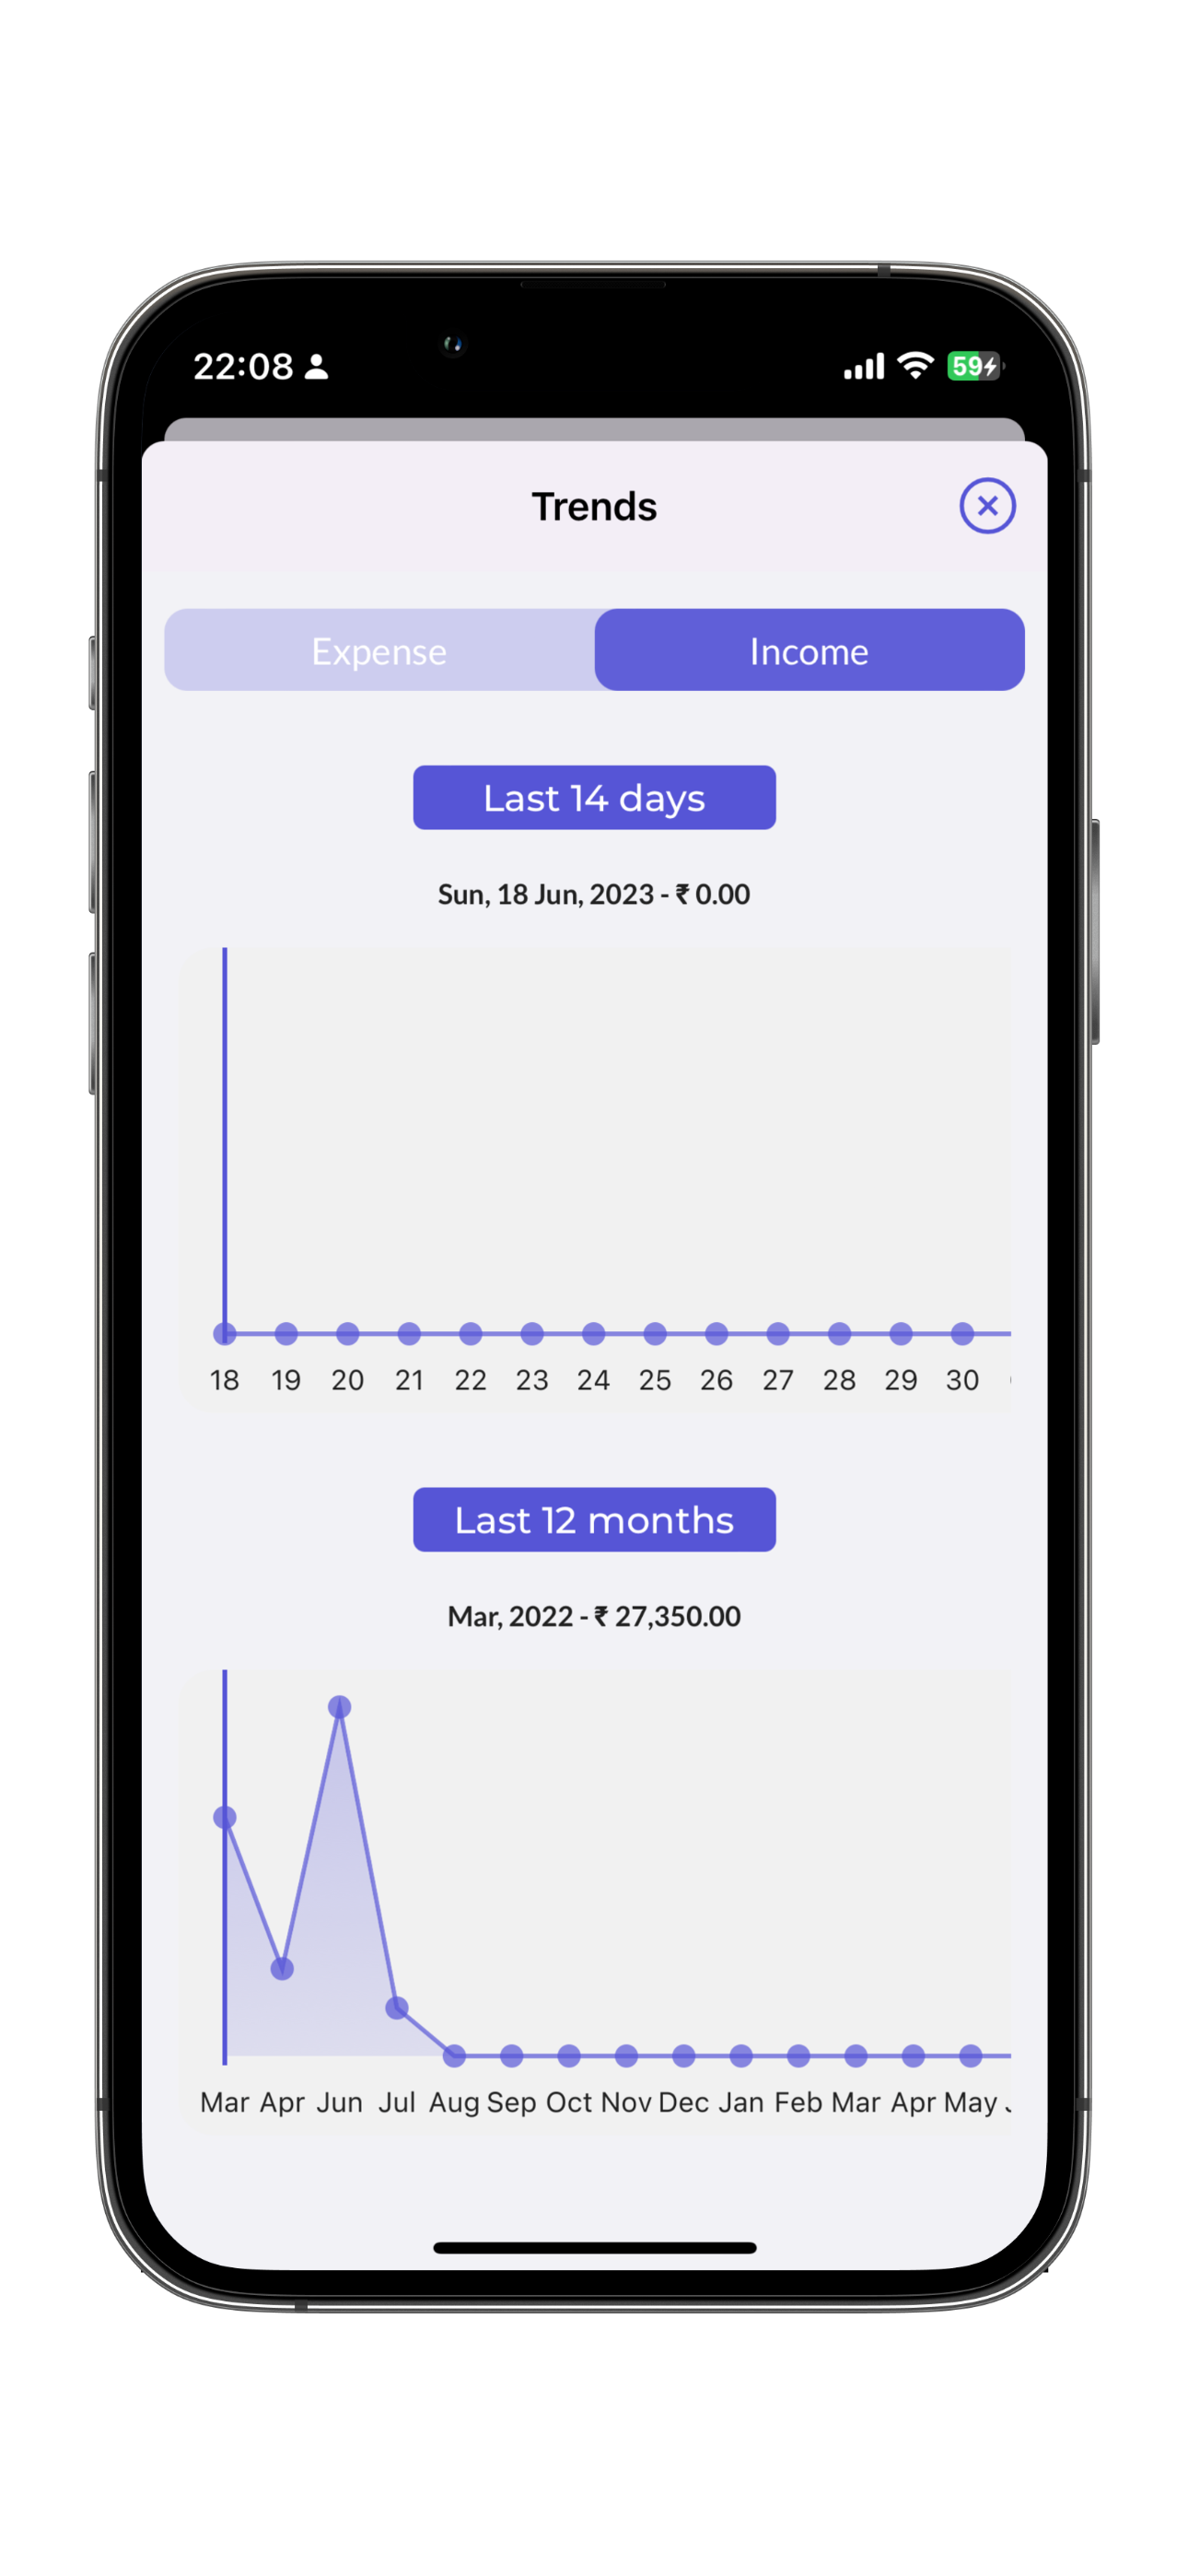 22:08
59
Trends
Expense Income
Last 14 days
Sun, 18 Jun, 2023 - ₹ 0.00
18 19 20 21 22 23 24 25 26 27 28 29 30
Last 12 months
Mar, 2022 - ₹ 27,350.00
Mar Apr Jun Jul Aug Sep Oct Nov Dec Jan Feb Mar Apr May